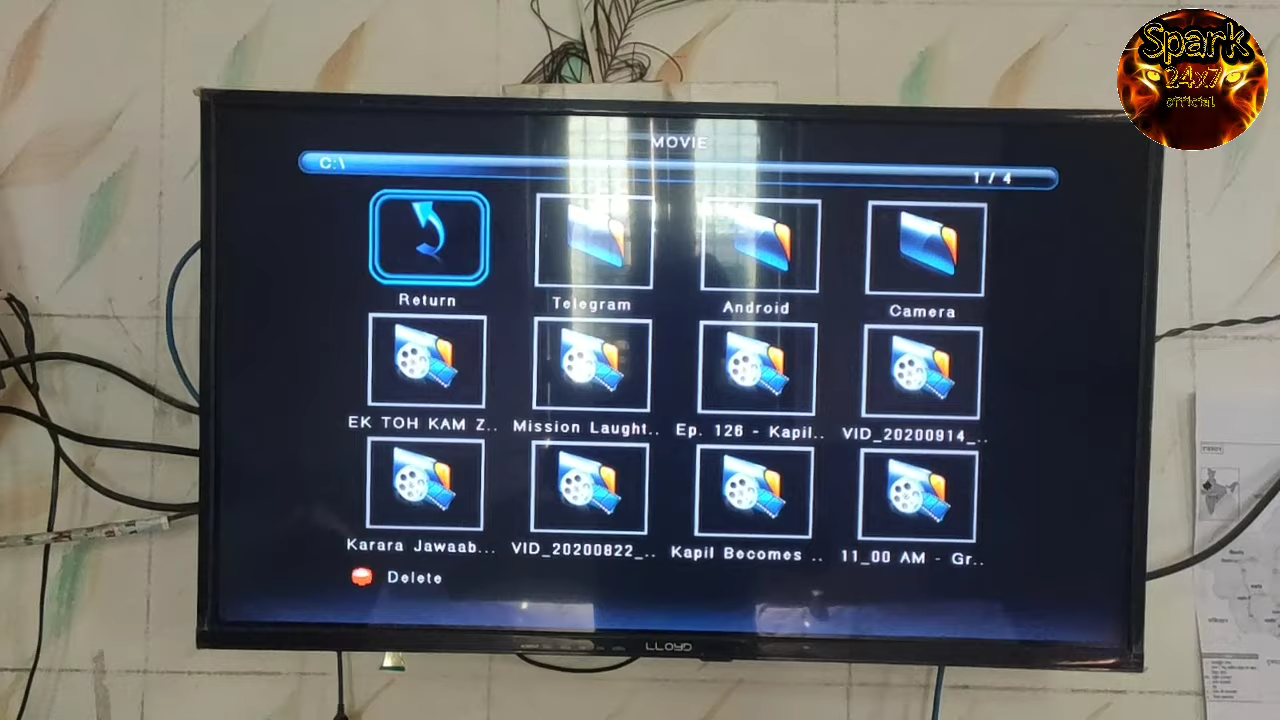 Spark
24x7
official
MOVIE
C:\
1 / 4
Return
Telegram
Android
Camera
EK TOH KAM Z..
Mission Laught..
Ep. 126 - Kapil..
VID_20200914_..
Karara Jawaab...
VID_20200822_..
Kapil Becomes ..
11_00 AM - Gr..
Delete
LLOYD